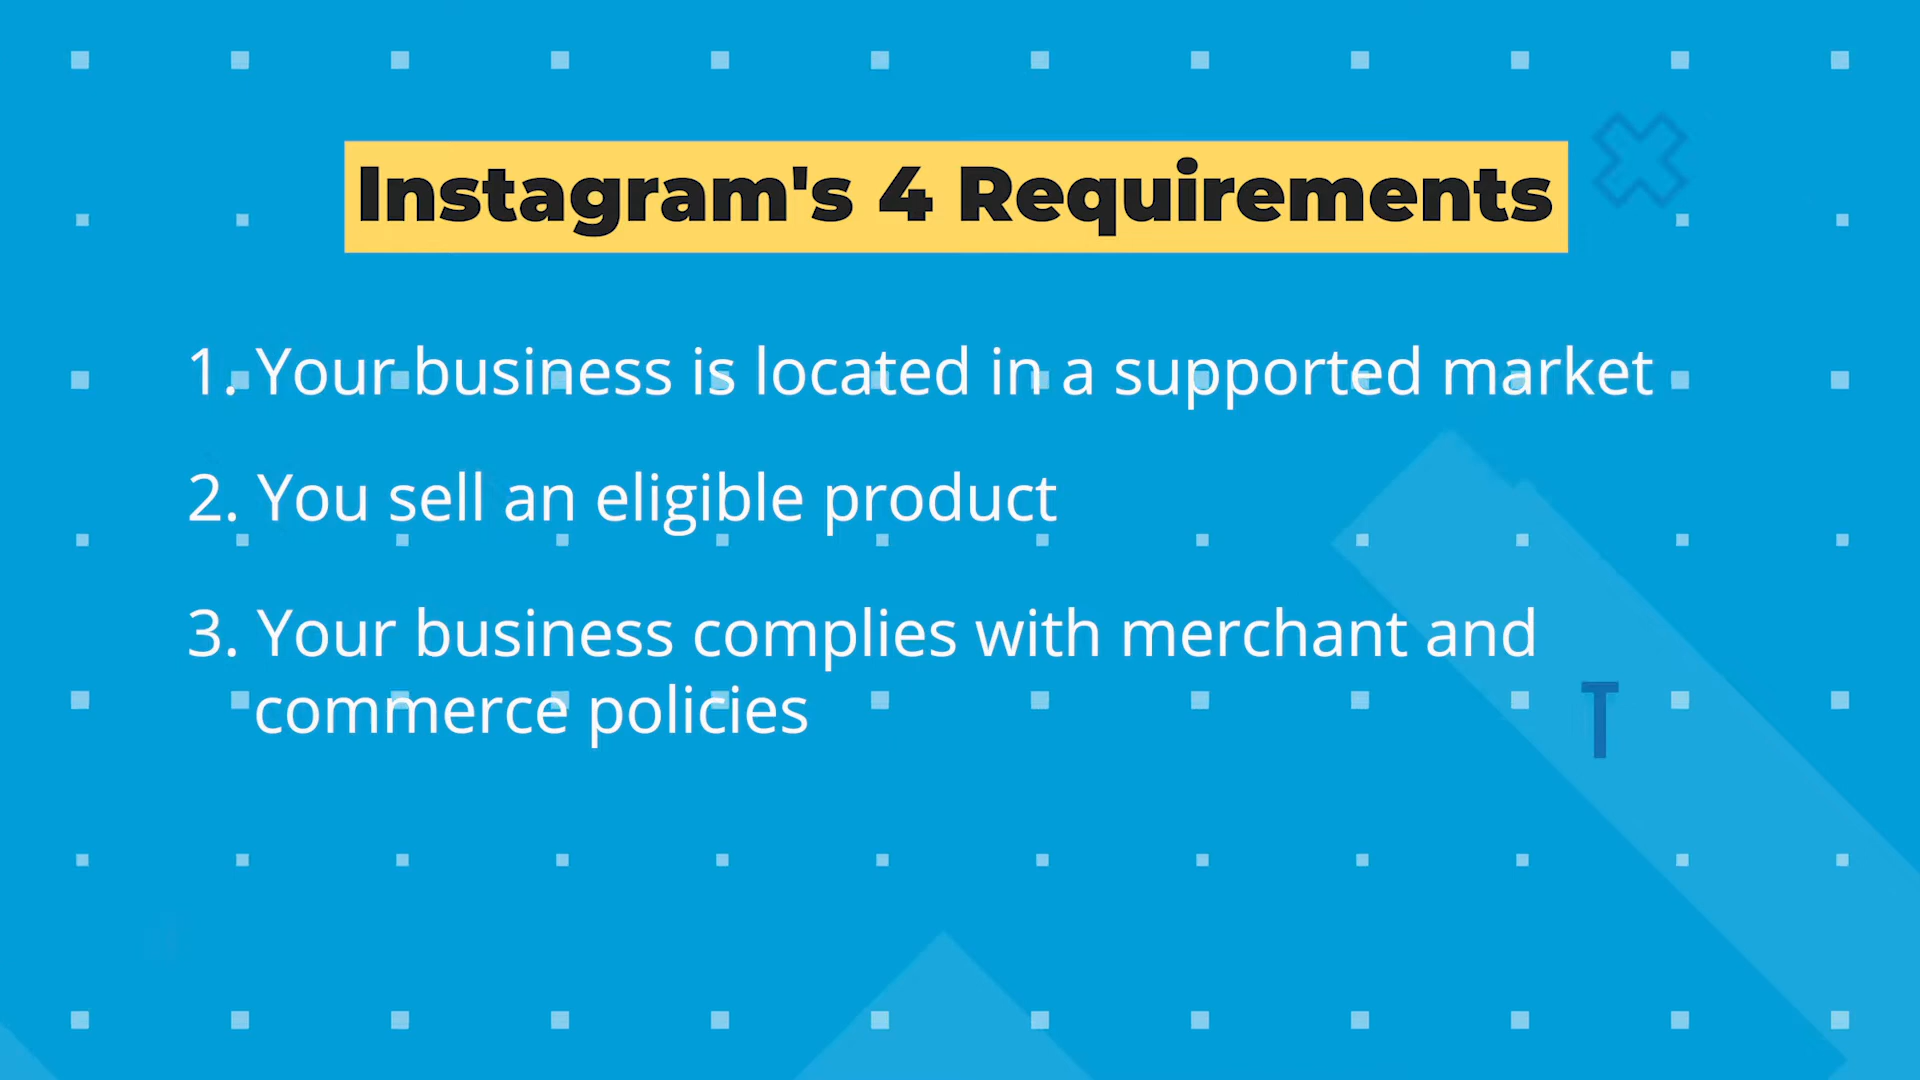 Instagram's 4 Requirements
1. Your business is located in a supported market
2. You sell an eligible product
3. Your business complies with merchant and
commerce policies